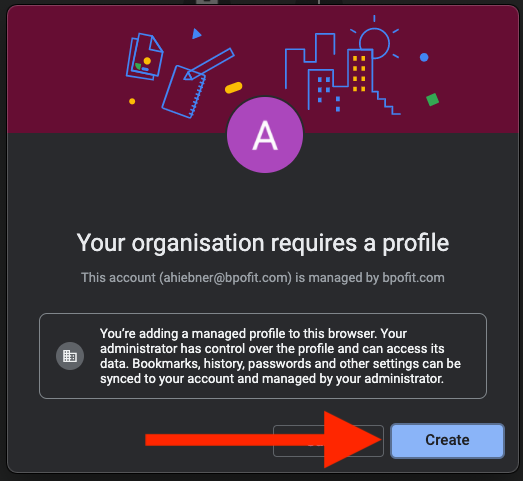 A
Your organisation requires a profile
This account (ahiebner@bpofit.com) is managed by bpofit.com
You're adding a managed profile to this browser. Your
administrator has control over the profile and can access its
data. Bookmarks, history, passwords and other settings can be
synced to your account and managed by your administrator.
Create